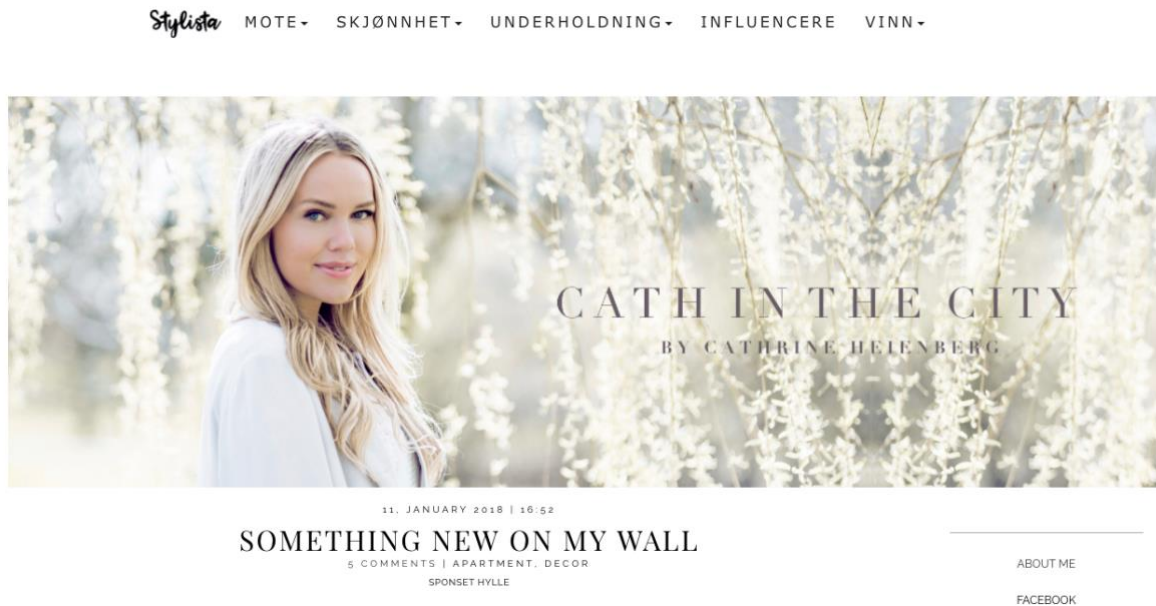 Stylista MOTE SKJØNNHET UNDERHOLDNING INFLUENCERE VINN
CATH IN THE CITY
BY CATHRINE HEIENBERG
11. JANUARY 2018 | 16:52
SOMETHING NEW ON MY WALL
5 COMMENTS | APARTMENT, DECOR
SPONSET HYLLE
ABOUT ME
FACEBOOK